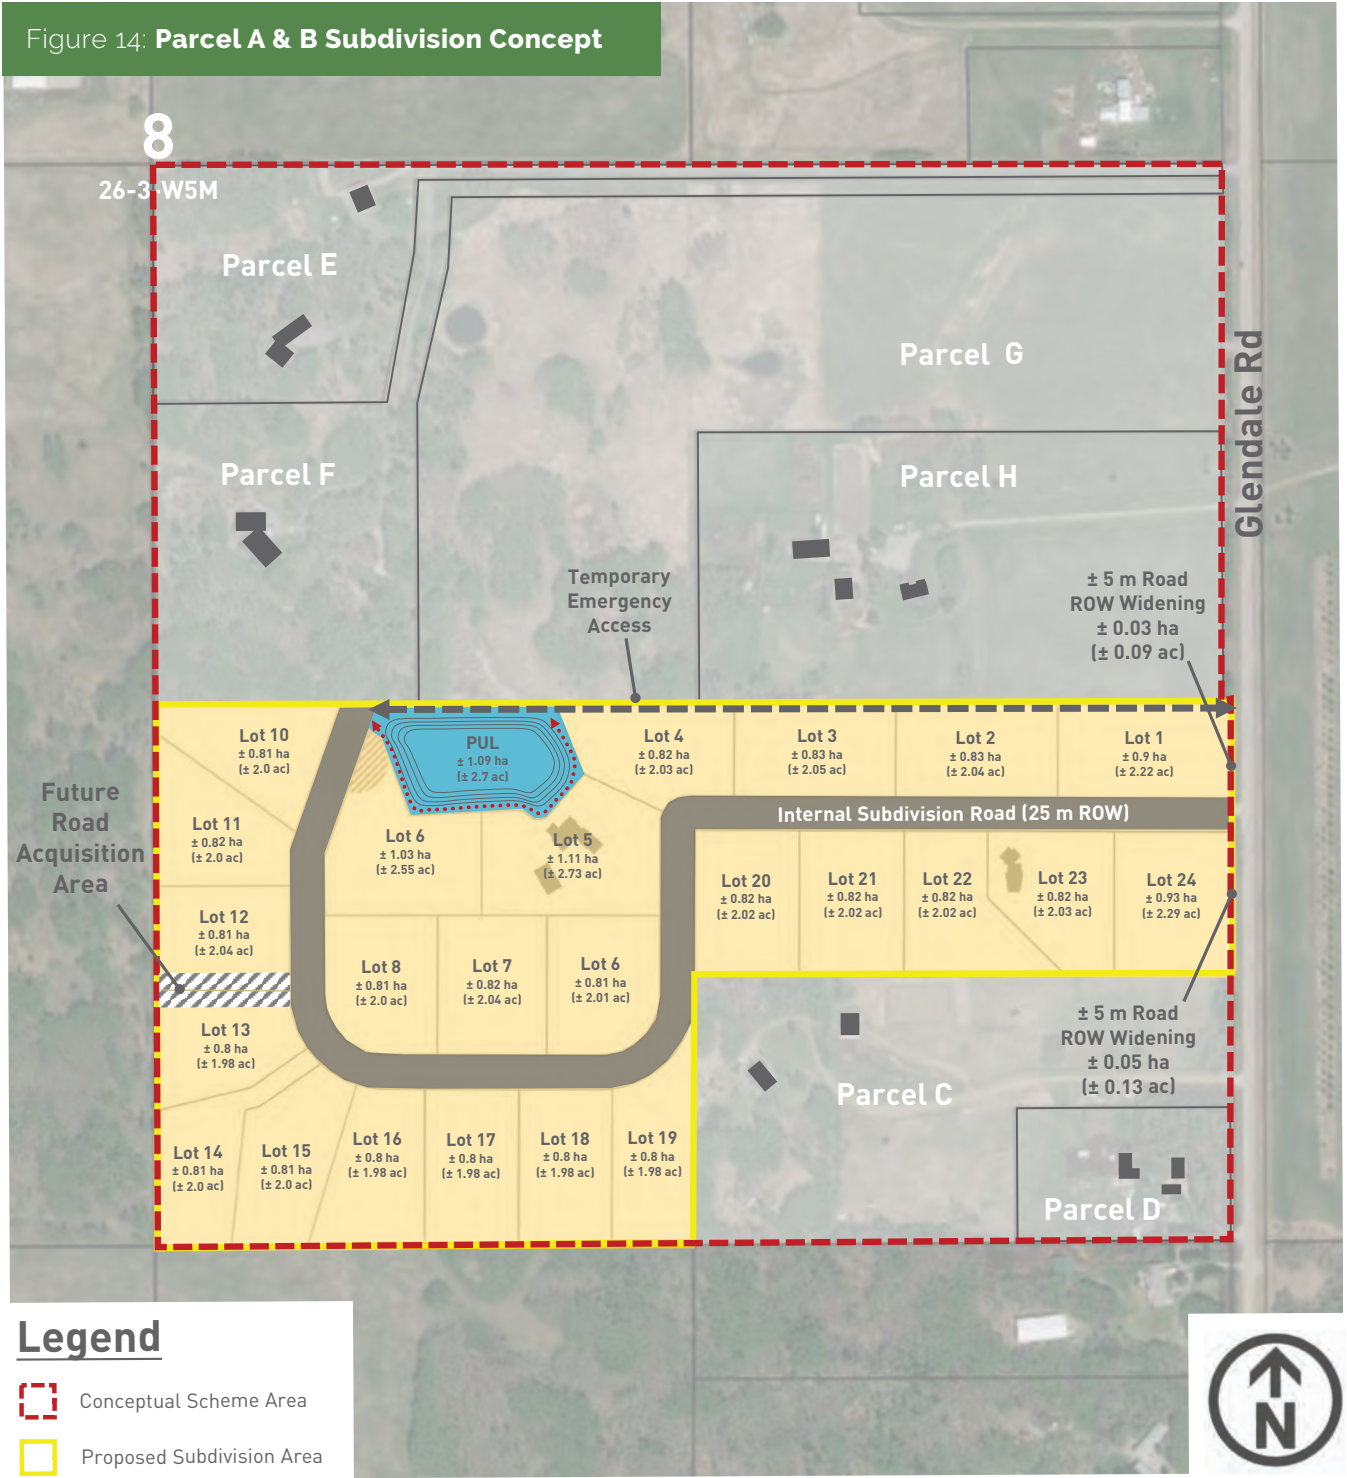 Figure 14: Parcel A & B Subdivision Concept
8
26-3-W5M
Parcel E
Parcel G
Glendale Rd
Parcel F
Parcel H
Temporary
Emergency
Access
± 5 m Road
ROW Widening
± 0.03 ha
(± 0.09 ac)
Lot 10
± 0.81 ha
(± 2.0 ac)
PUL
± 1.09 ha
(± 2.7 ac)
Lot 4
± 0.82 ha
(± 2.03 ac)
Lot 3
± 0.83 ha
(± 2.05 ac)
Lot 2
± 0.83 ha
(± 2.04 ac)
Lot 1
± 0.9 ha
(± 2.22 ac)
Internal Subdivision Road (25 m ROW)
Future
Road
Acquisition
Area
Lot 11
± 0.82 ha
(± 2.0 ac)
Lot 6
± 1.03 ha
(± 2.55 ac)
Lot 5
± 1.11 ha
(± 2.73 ac)
Lot 20
± 0.82 ha
(± 2.02 ac)
Lot 21
± 0.82 ha
(± 2.02 ac)
Lot 22
± 0.82 ha
(± 2.02 ac)
Lot 23
± 0.82 ha
(± 2.03 ac)
Lot 24
± 0.93 ha
(± 2.29 ac)
Lot 12
± 0.81 ha
(± 2.04 ac)
Lot 8
± 0.81 ha
(± 2.0 ac)
Lot 7
± 0.82 ha
(± 2.04 ac)
Lot 6
± 0.81 ha
(± 2.01 ac)
Lot 13
± 0.8 ha
(± 1.98 ac)
± 5 m Road
ROW Widening
± 0.05 ha
(± 0.13 ac)
Parcel C
Lot 14
± 0.81 ha
(± 2.0 ac)
Lot 15
± 0.81 ha
(± 2.0 ac)
Lot 16
± 0.8 ha
(± 1.98 ac)
Lot 17
± 0.8 ha
(± 1.98 ac)
Lot 18
± 0.8 ha
(± 1.98 ac)
Lot 19
± 0.8 ha
(± 1.98 ac)
Parcel D
Legend
Conceptual Scheme Area
Proposed Subdivision Area
N